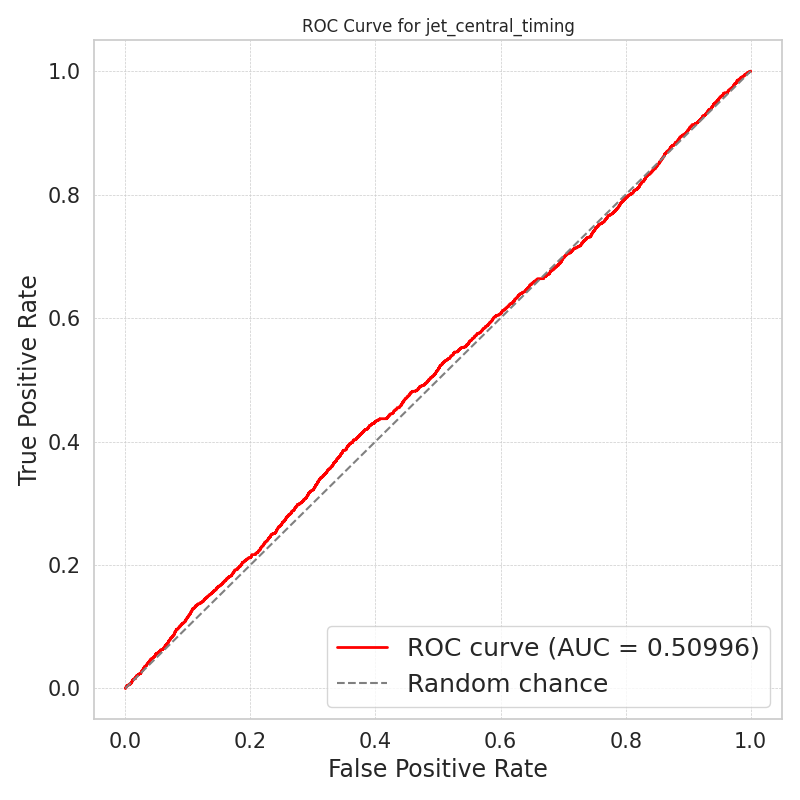 ROC Curve for jet_central_timing
1.0
0.8
0.6
0.4
0.2
0.0
True Positive Rate
ROC curve (AUC = 0.50996)
Random chance
0.0 0.2 0.4 0.6 0.8 1.0
False Positive Rate